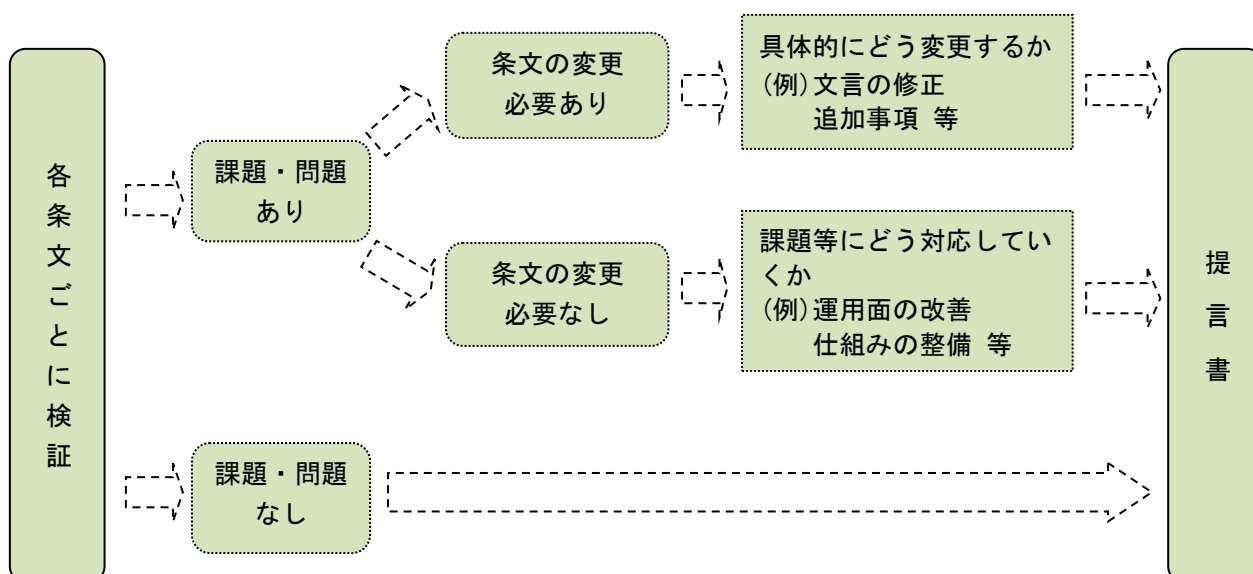 各条文ごとに検証
課題・問題
あり
条文の変更
必要あり
具体的にどう変更するか
(例)文言の修正
追加事項 等
条文の変更
必要なし
課題等にどう対応してい
くか
(例)運用面の改善
仕組みの整備 等
課題・問題
なし
提言書